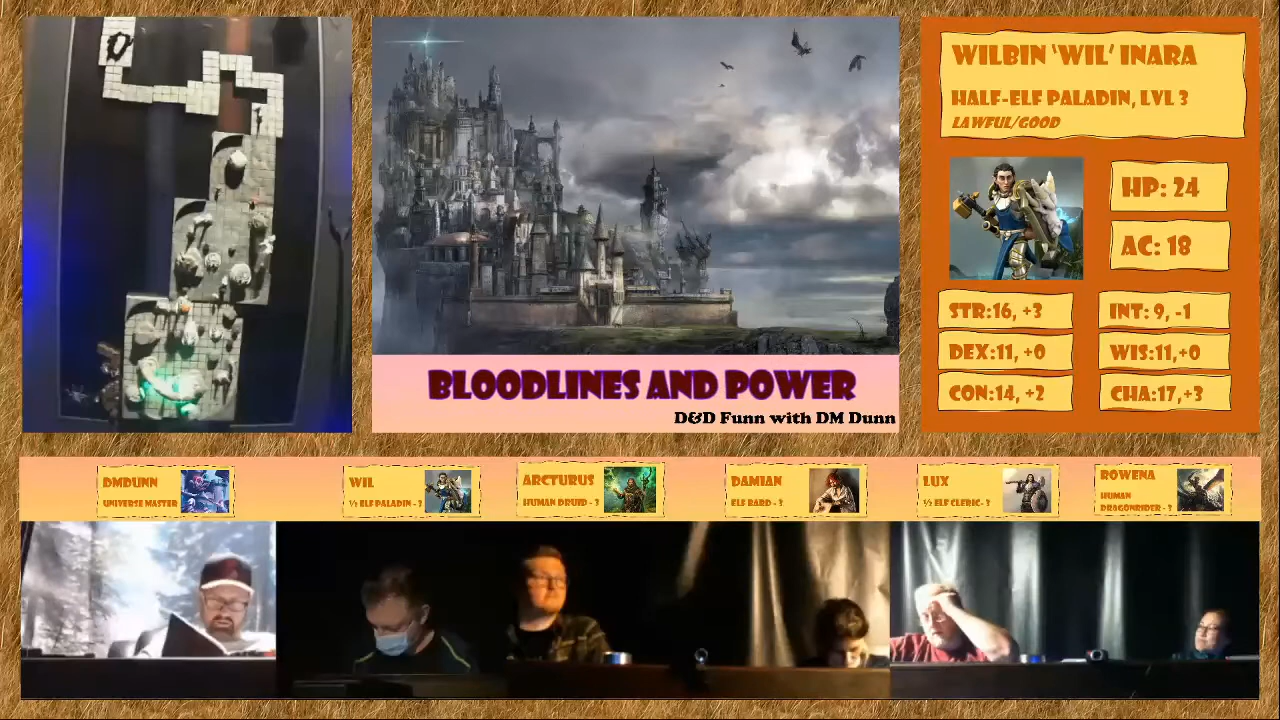 WILBIN 'WIL' INARA
HALF-ELF PALADIN, LVL 3
LAWFUL/GOOD
HP: 24
AC: 18
STR:16, +3
INT: 9, -1
DEX:11, +0
WIS:11,+0
CON:14, +2
CHA:17,+3
BLOODLINES AND POWER
D&D Funn with DM Dunn
DMDUNN
UNIVERSE MASTER
WIL
½ ELF PALADIN - 3
ARCTURUS
HUMAN DRUID - 3
DAMIAN
ELF BARD - 3
LUX
½ ELF CLERIC- 3
ROWENA
HUMAN
DRAGONRIDER - 3